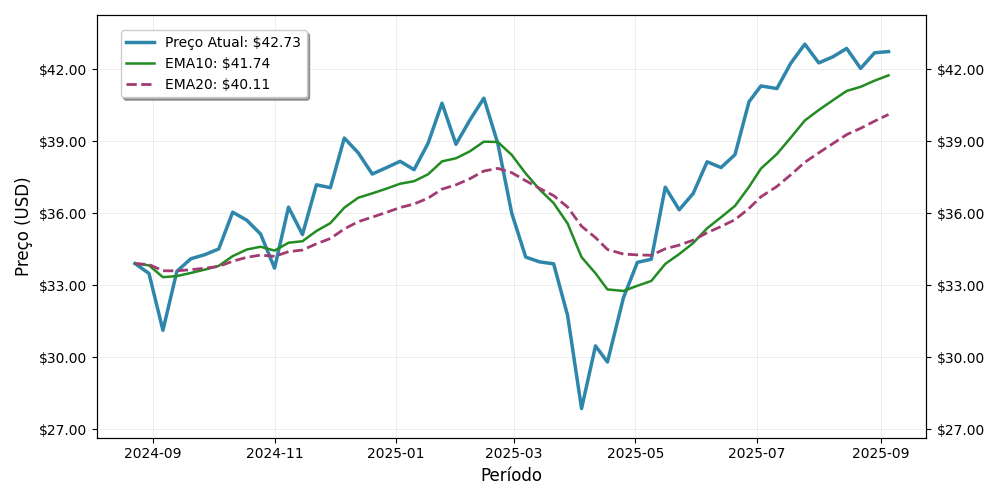 Preço Atual: $42.73
EMA10: $41.74
EMA20: $40.11
Preço (USD)
$42.00
$39.00
$36.00
$33.00
$30.00
$27.00
$42.00
$39.00
$36.00
$33.00
$30.00
$27.00
2024-09 2024-11 2025-01 2025-03 2025-05 2025-07 2025-09
Período